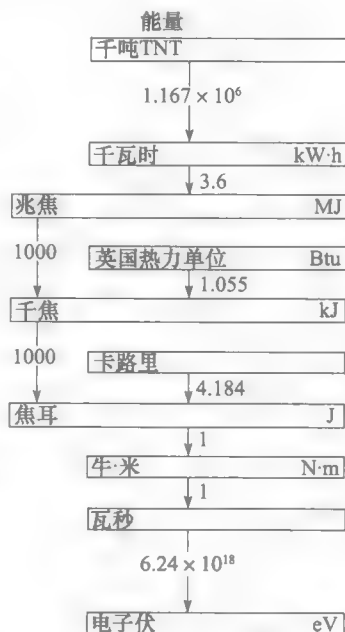 能量
千吨TNT
1.167 × 10⁶
千瓦时 kW·h
3.6
兆焦 MJ
1000
英国热力单位 Btu
1.055
千焦 kJ
1000
卡路里
4.184
焦耳 J
1
牛·米 N·m
1
瓦秒
6.24 × 10¹⁸
电子伏 eV